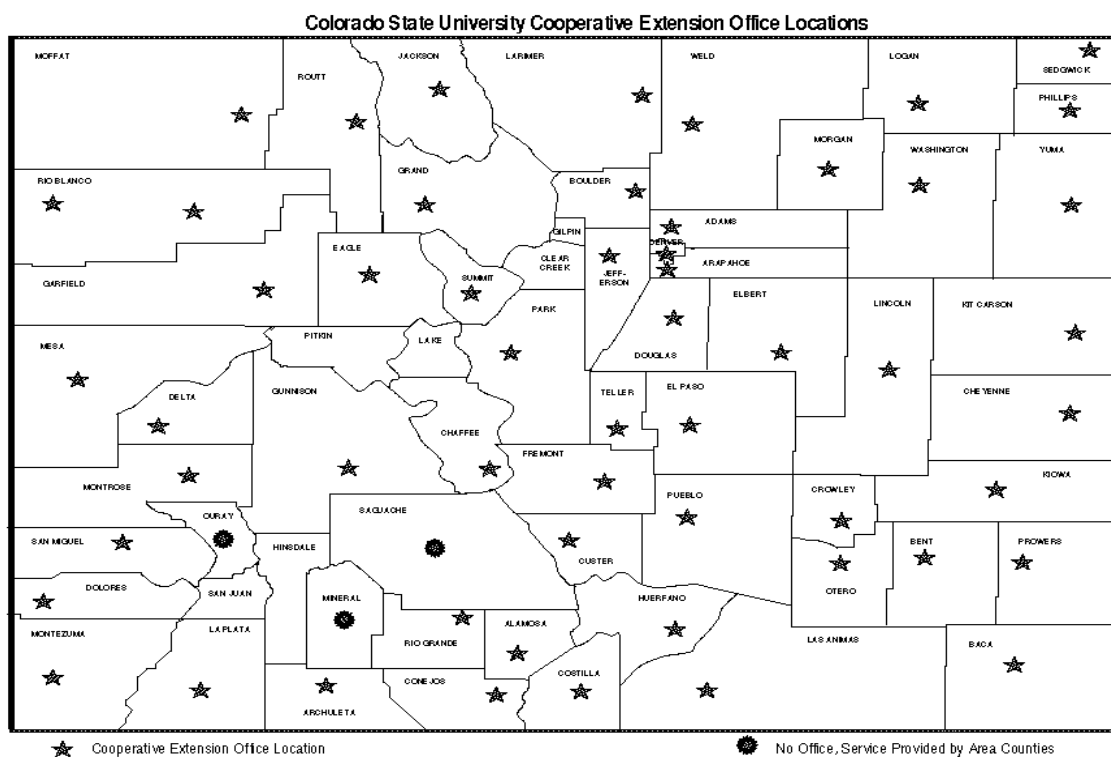 Colorado State University Cooperative Extension Office Locations
MOFFAT
ROUTT
JACKSON
LARIMER
WELD
LOGAN
SEDGWICK
PHILLIPS
MORGAN
WASHINGTON
YUMA
RIO BLANCO
GRAND
BOULDER
GILPIN
ADAMS
DENVER
EAGLE
CLEAR
CREEK
JEFF-
ERSON
ARAPAHOE
GARFIELD
SUMMIT
PARK
ELBERT
LINCOLN
KIT CARSON
MESA
PITKIN
LAKE
DOUGLAS
DELTA
GUNNISON
TELLER
EL PASO
CHEYENNE
CHAFFEE
FREMONT
MONTROSE
CROWLEY
KIOWA
OURAY
SAGUACHE
PUEBLO
SAN MIGUEL
HINSDALE
CUSTER
BENT
PROWERS
DOLORES
SAN JUAN
MINERAL
HUERFANO
OTERO
MONTEZUMA
LA PLATA
RIO GRANDE
ALAMOSA
LAS ANIMAS
BACA
CONEJOS
COSTILLA
ARCHULETA
Cooperative Extension Office Location
No Office, Service Provided by Area Counties